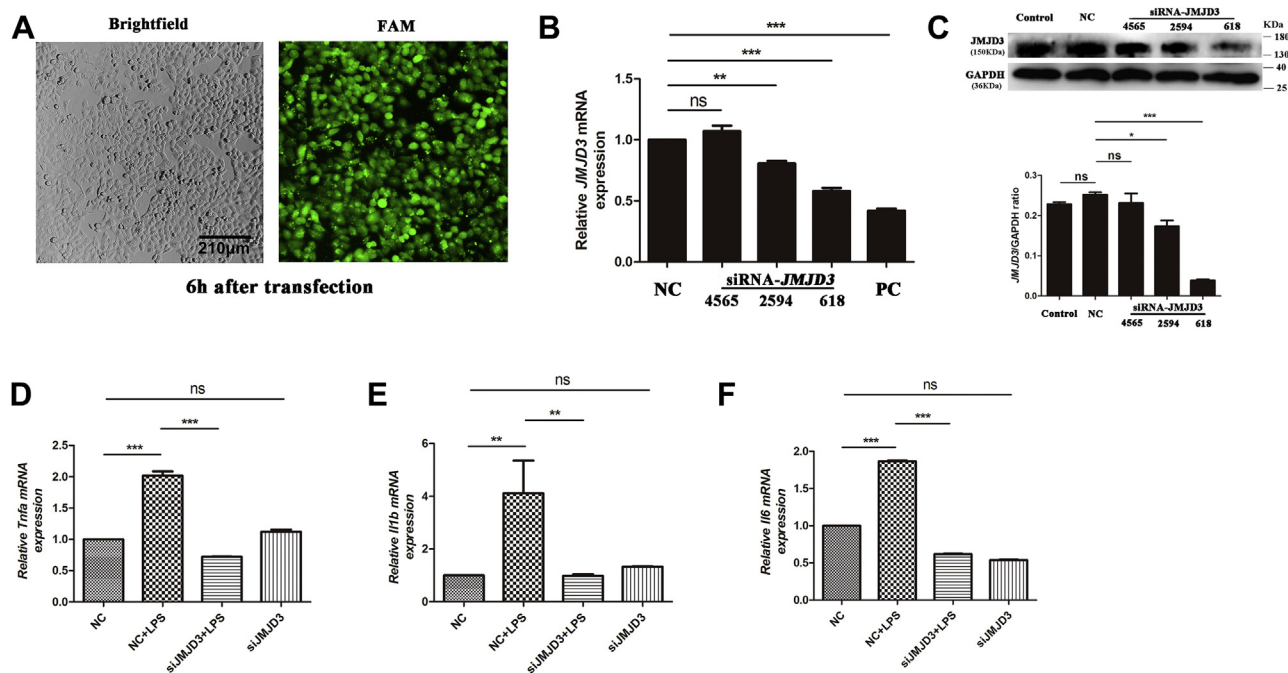 A
Brightfield
FAM
210μm
6h after transfection
B
***
***
**
ns
Relative JMJD3 mRNA
expression
1.5
1.0
0.5
0.0
NC
siRNA-JMJD3
4565 2594 618
PC
C
Control NC siRNA-JMJD3 KDa
4565 2594 618
JMJD3
(150KDa)
180
130
GAPDH
(36KDa)
40
25
***
*
ns
ns
JMJD3/GAPDH ratio
0.3
0.2
0.1
0.0
Control NC siRNA-JMJD3
4565 2594 618
D
ns
***
***
Relative Tnfa mRNA
expression
2.5
2.0
1.5
1.0
0.5
0.0
NC
NC+LPS
siJMJD3+LPS
siJMJD3
E
ns
**
**
Relative Il1b mRNA
expression
6
4
2
0
NC
NC+LPS
siJMJD3+LPS
siJMJD3
F
ns
***
***
Relative Il6 mRNA
expression
2.0
1.5
1.0
0.5
0.0
NC
NC+LPS
siJMJD3+LPS
siJMJD3